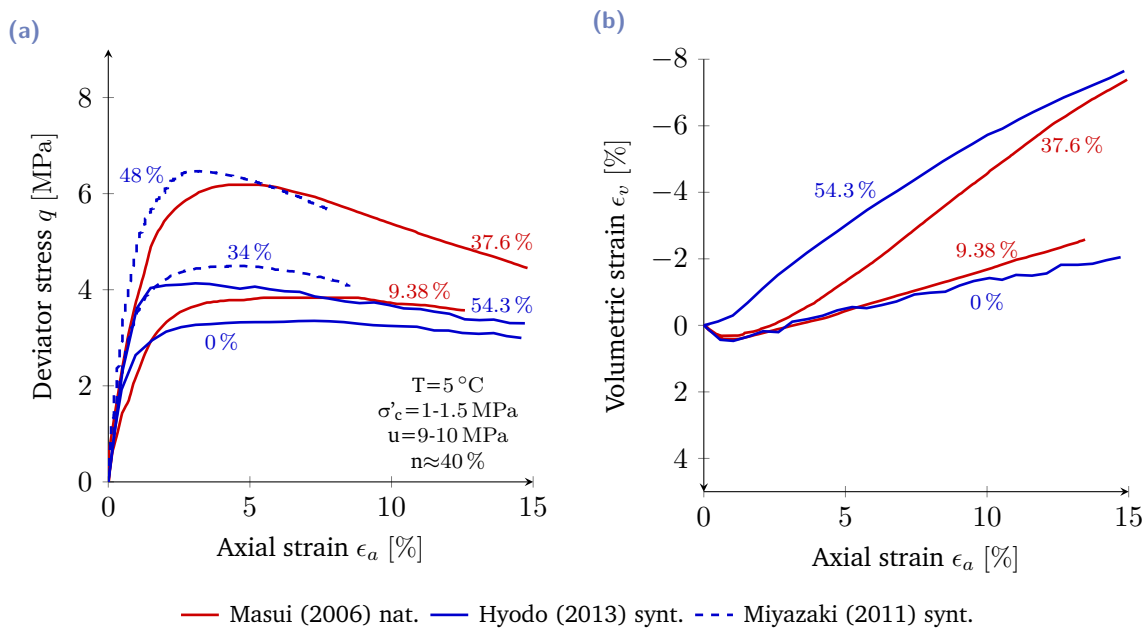 (a)
8
6
4
2
0
0
5
10
15
Deviator stress q [MPa]
Axial strain ϵa [%]
48 %
34 %
37.6 %
9.38 %
54.3 %
0 %
T=5 °C
σ'c=1-1.5 MPa
u=9-10 MPa
n≈40 %
(b)
−8
−6
−4
−2
0
2
4
0
5
10
15
Volumetric strain ϵv [%]
Axial strain ϵa [%]
54.3 %
37.6 %
9.38 %
0 %
Masui (2006) nat. Hyodo (2013) synt. Miyazaki (2011) synt.